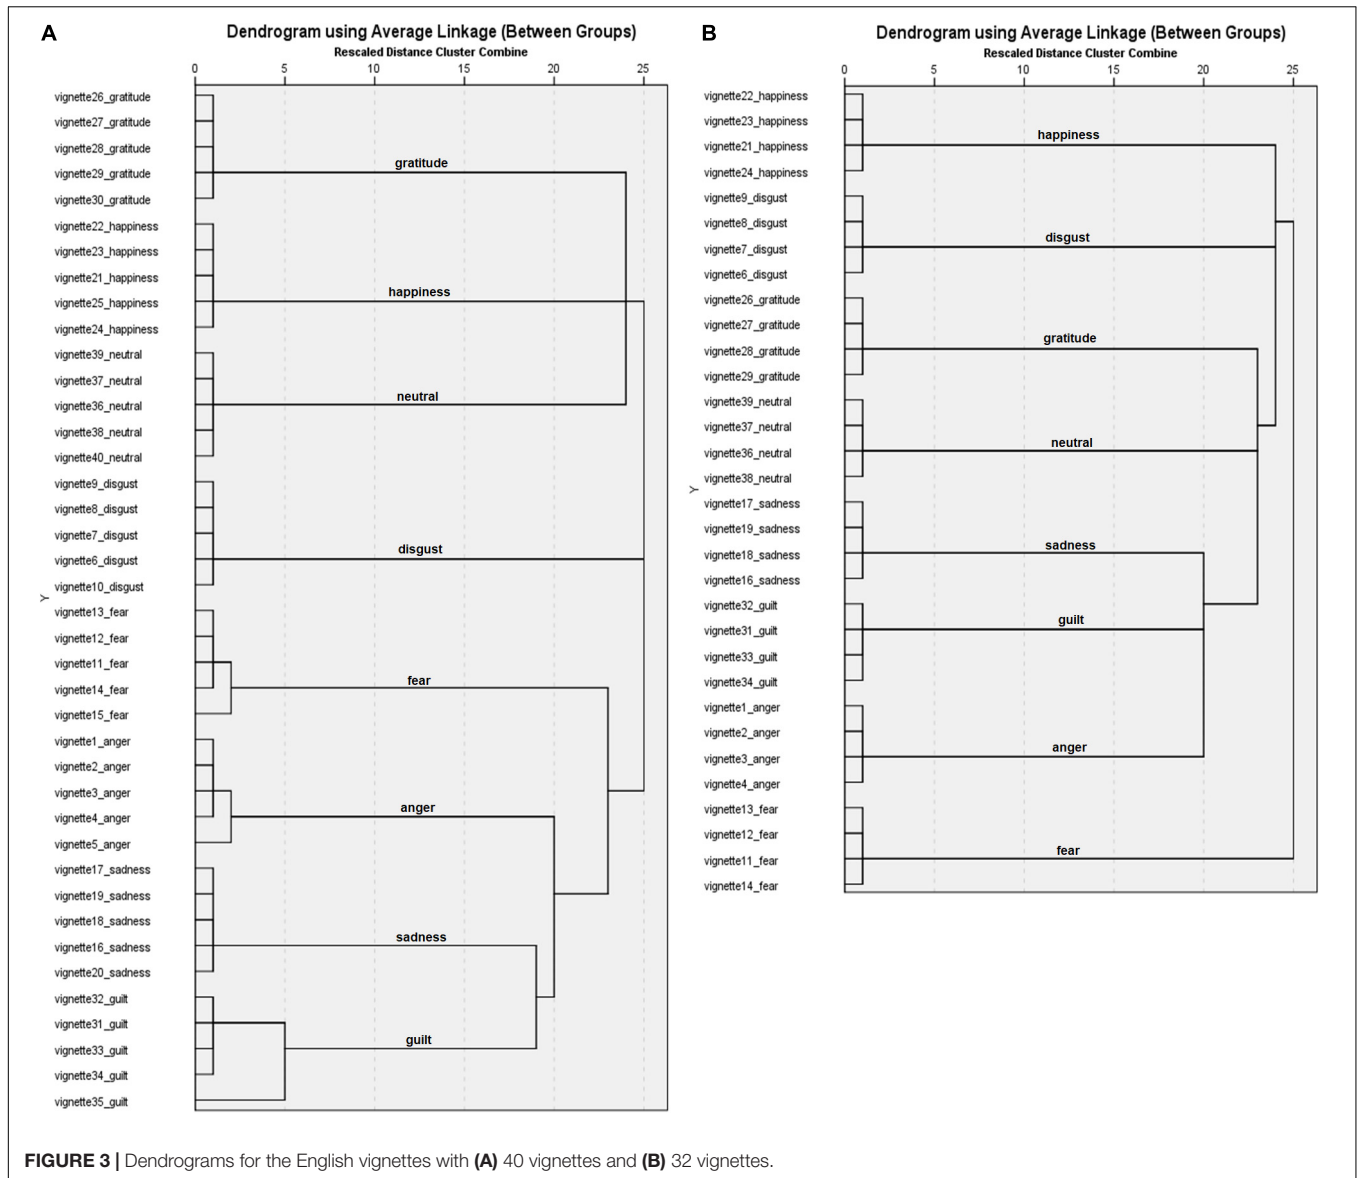 A
Dendrogram using Average Linkage (Between Groups)
Rescaled Distance Cluster Combine
0 5 10 15 20 25
vignette26_gratitude
vignette27_gratitude
vignette28_gratitude
gratitude
vignette29_gratitude
vignette30_gratitude
vignette22_happiness
vignette23_happiness
vignette21_happiness
happiness
vignette25_happiness
vignette24_happiness
vignette39_neutral
vignette37_neutral
neutral
vignette36_neutral
vignette38_neutral
vignette40_neutral
vignette9_disgust
vignette8_disgust
vignette7_disgust
disgust
vignette6_disgust
vignette10_disgust
Y
vignette13_fear
vignette12_fear
vignette11_fear
fear
vignette14_fear
vignette15_fear
vignette1_anger
vignette2_anger
vignette3_anger
anger
vignette4_anger
vignette5_anger
vignette17_sadness
vignette19_sadness
vignette18_sadness
sadness
vignette16_sadness
vignette20_sadness
vignette32_guilt
vignette31_guilt
guilt
vignette33_guilt
vignette34_guilt
vignette35_guilt
B
Dendrogram using Average Linkage (Between Groups)
Rescaled Distance Cluster Combine
0 5 10 15 20 25
vignette22_happiness
vignette23_happiness
happiness
vignette21_happiness
vignette24_happiness
vignette9_disgust
vignette8_disgust
disgust
vignette7_disgust
vignette6_disgust
vignette26_gratitude
vignette27_gratitude
gratitude
vignette28_gratitude
vignette29_gratitude
vignette39_neutral
vignette37_neutral
neutral
vignette36_neutral
vignette38_neutral
Y
vignette17_sadness
vignette19_sadness
sadness
vignette18_sadness
vignette16_sadness
vignette32_guilt
guilt
vignette31_guilt
vignette33_guilt
vignette34_guilt
vignette1_anger
vignette2_anger
anger
vignette3_anger
vignette4_anger
vignette13_fear
vignette12_fear
fear
vignette11_fear
vignette14_fear
FIGURE 3 | Dendrograms for the English vignettes with (A) 40 vignettes and (B) 32 vignettes.